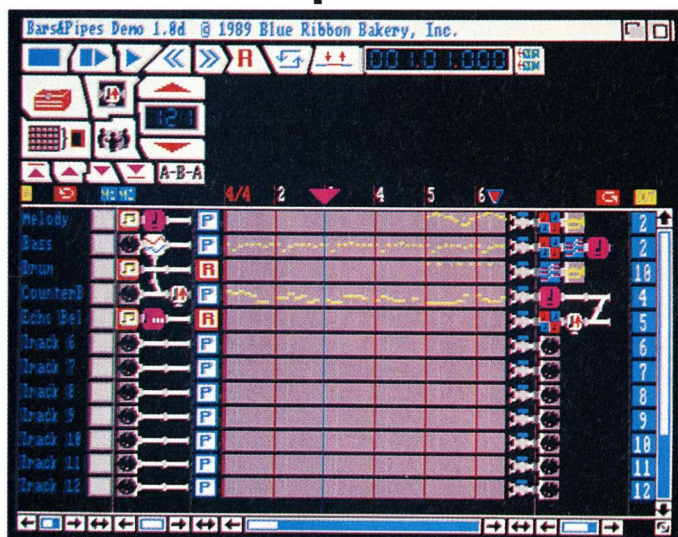 Bars&Pipes Demo 1.0d @ 1989 Blue Ribbon Bakery, Inc.
R 001.01.000
121
A-B-A
4/4 2 4 5 6
Melody P 2
Bass P 2
Drum R 10
CounterB P 4
Echo Bel R 5
Track 6 P 6
Track 7 P 7
Track 8 P 8
Track 9 P 9
Track 10 P 10
Track 11 P 11
Track 12 P 12